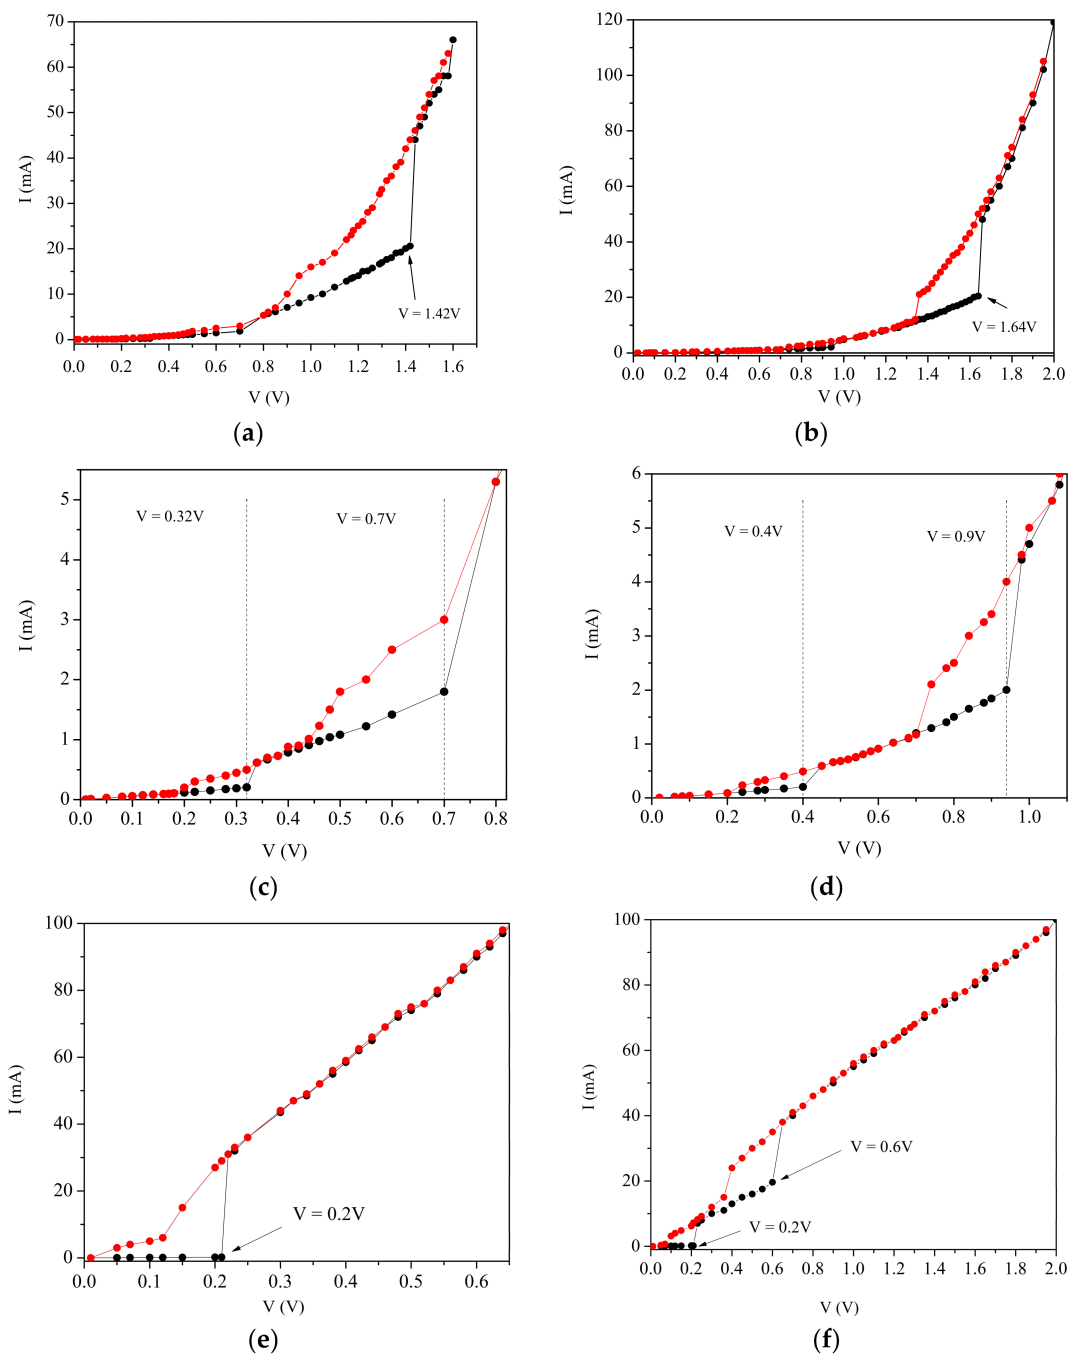 70
60
50
40
30
20
10
0
I (mA)
V = 1.42V
0.0 0.2 0.4 0.6 0.8 1.0 1.2 1.4 1.6
V (V)
(a)
120
100
80
60
40
20
0
I (mA)
V = 1.64V
0.0 0.2 0.4 0.6 0.8 1.0 1.2 1.4 1.6 1.8 2.0
V (V)
(b)
5
4
3
2
1
0
I (mA)
V = 0.32V
V = 0.7V
0.0 0.1 0.2 0.3 0.4 0.5 0.6 0.7 0.8
V (V)
(c)
6
5
4
3
2
1
0
I (mA)
V = 0.4V
V = 0.9V
0.0 0.2 0.4 0.6 0.8 1.0
V (V)
(d)
100
80
60
40
20
0
I (mA)
V = 0.2V
0.0 0.1 0.2 0.3 0.4 0.5 0.6
V (V)
(e)
100
80
60
40
20
0
I (mA)
V = 0.6V
V = 0.2V
0.0 0.2 0.4 0.6 0.8 1.0 1.2 1.4 1.6 1.8 2.0
V (V)
(f)